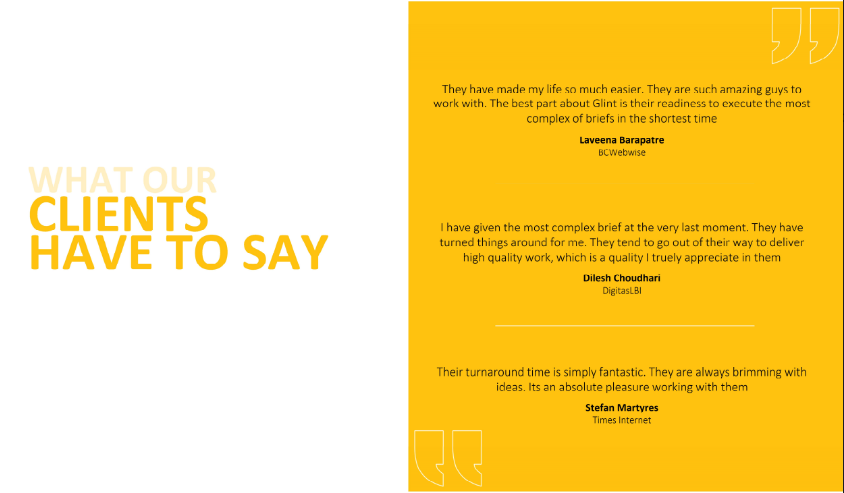 WHAT OUR
CLIENTS
HAVE TO SAY
They have made my life so much easier. They are such amazing guys to
work with. The best part about Glint is their readiness to execute the most
complex of briefs in the shortest time
Laveena Barapatre
BCWebwise
I have given the most complex brief at the very last moment. They have
turned things around for me. They tend to go out of their way to deliver
high quality work, which is a quality I truely appreciate in them
Dilesh Choudhari
DigitasLBI
Their turnaround time is simply fantastic. They are always brimming with
ideas. Its an absolute pleasure working with them
Stefan Martyres
Times Internet